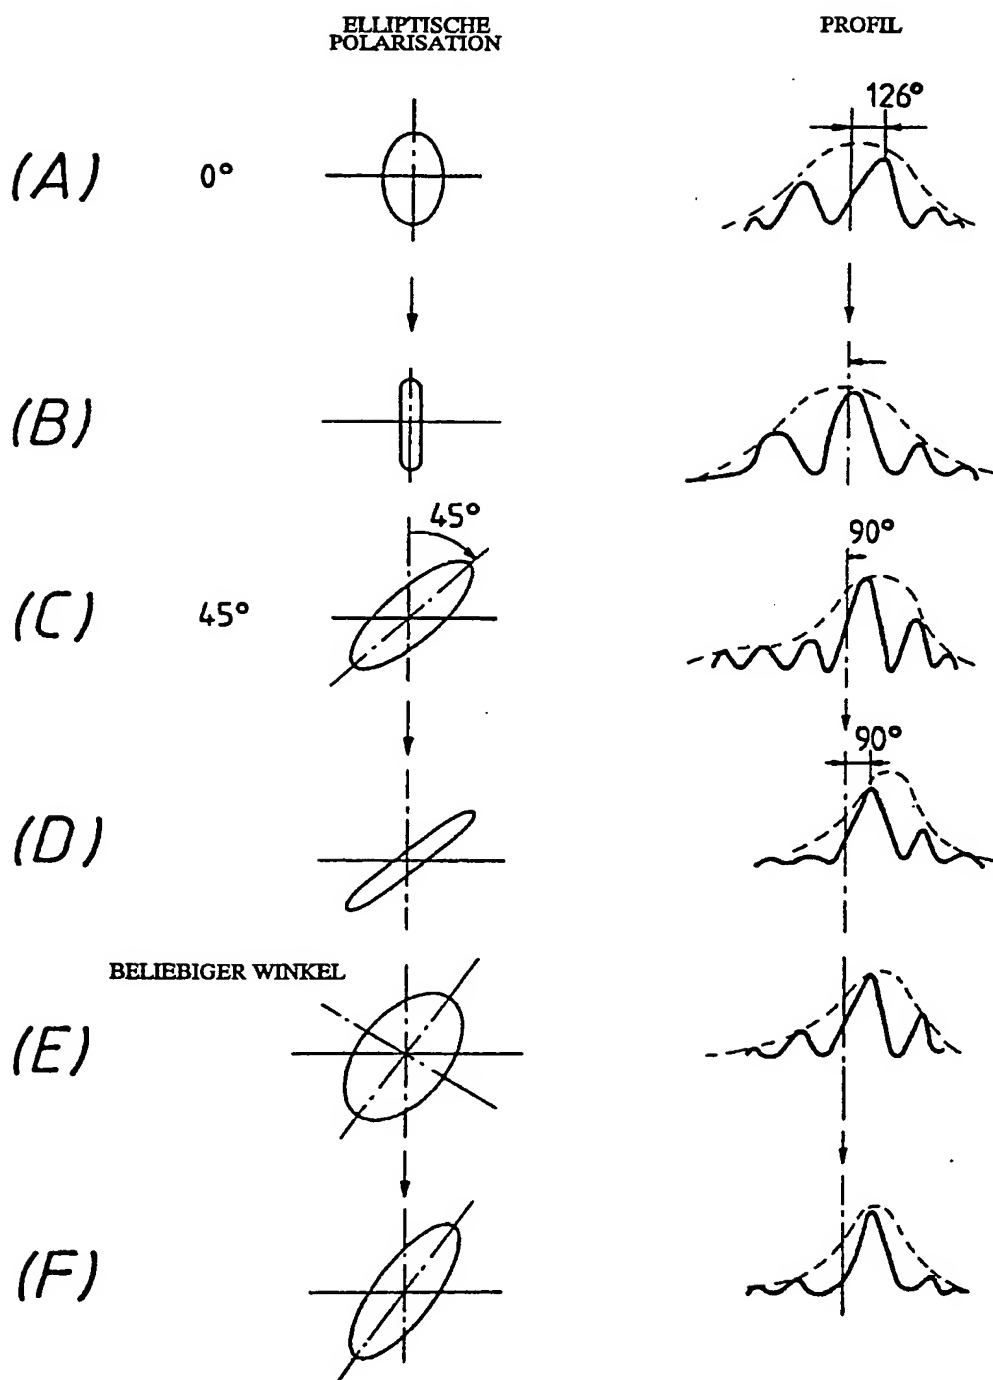 ELLIPTISCHE
POLARISATION
PROFIL
(A)
0°
126°
(B)
(C)
45°
45°
90°
(D)
90°
BELIEBIGER WINKEL
(E)
(F)